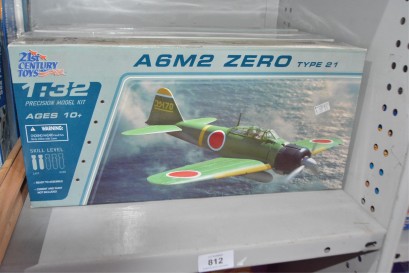 21st
CENTURY
TOYS
A6M2 ZERO TYPE 21
1:32
PRECISION MODEL KIT
AGES 10+
WARNING:
SKILL LEVEL
812